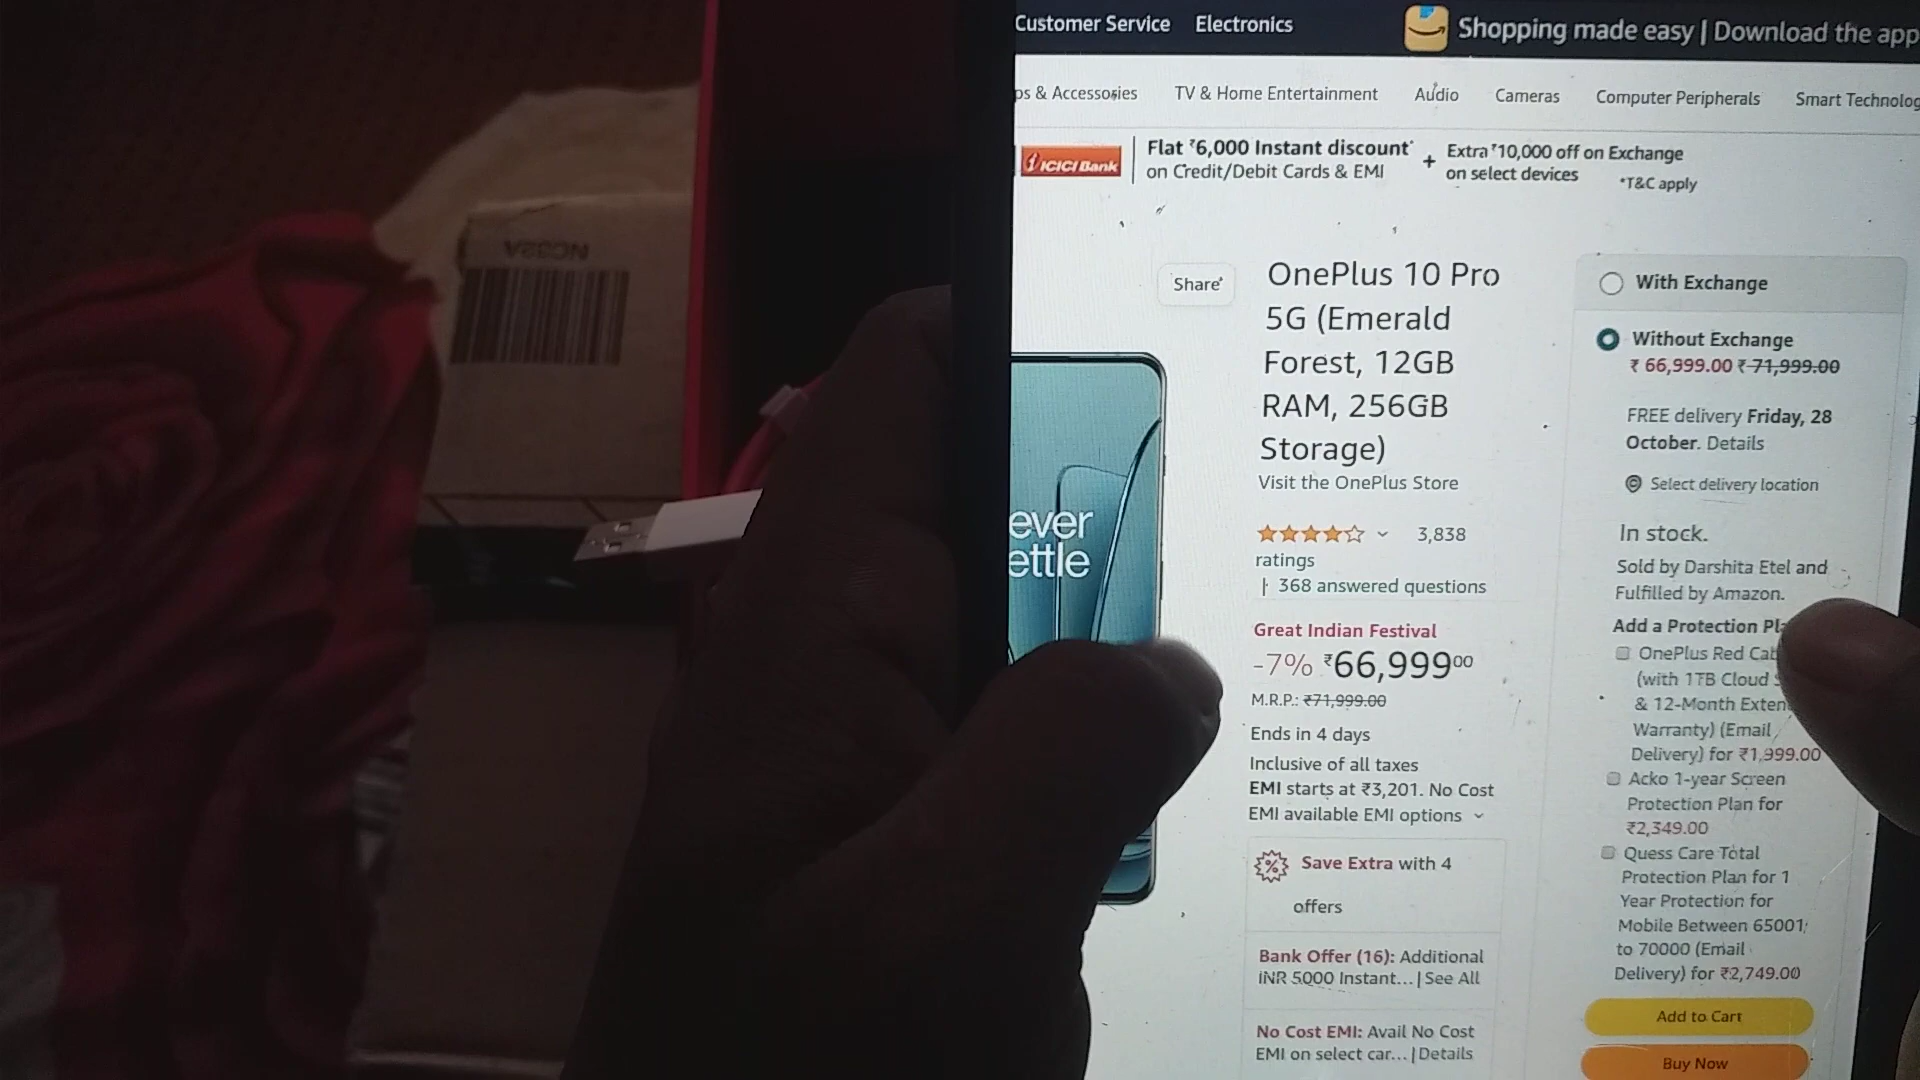 Customer Service Electronics
Shopping made easy | Download the app
ps & Accessories TV & Home Entertainment Audio Cameras Computer Peripherals Smart Technolog
ICICI Bank
Flat ₹6,000 Instant discount*
on Credit/Debit Cards & EMI
+
Extra ₹10,000 off on Exchange
on select devices
*T&C apply
NC33A
ever
ettle
Share
OnePlus 10 Pro
5G (Emerald
Forest, 12GB
RAM, 256GB
Storage)
Visit the OnePlus Store
3,838
ratings
| 368 answered questions
Great Indian Festival
-7% ₹66,99900
M.R.P.: ₹71,999.00
Ends in 4 days
Inclusive of all taxes
EMI starts at ₹3,201. No Cost
EMI available EMI options
Save Extra with 4
offers
Bank Offer (16): Additional
INR 5000 Instant... | See All
No Cost EMI: Avail No Cost
EMI on select car... | Details
With Exchange
Without Exchange
₹ 66,999.00 ₹ 71,999.00
FREE delivery Friday, 28
October. Details
Select delivery location
In stock.
Sold by Darshita Etel and
Fulfilled by Amazon.
Add a Protection Pl
OnePlus Red Cab
(with 1TB Cloud
& 12-Month Exten
Warranty) (Email
Delivery) for ₹1,999.00
Acko 1-year Screen
Protection Plan for
₹2,349.00
Quess Care Total
Protection Plan for 1
Year Protection for
Mobile Between 65001
to 70000 (Email
Delivery) for ₹2,749.00
Add to Cart
Buy Now